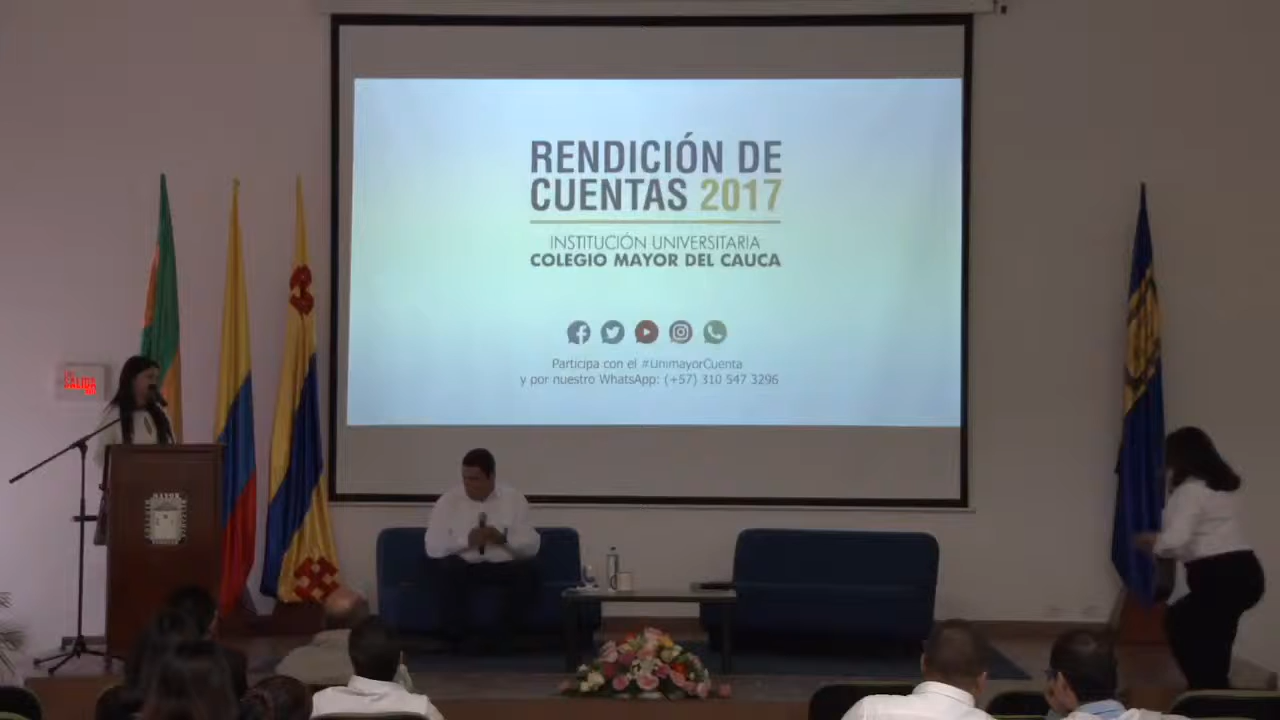 RENDICIÓN DE
CUENTAS 2017
INSTITUCIÓN UNIVERSITARIA
COLEGIO MAYOR DEL CAUCA
Participa con el #UnimayorCuenta
y por nuestro WhatsApp: (+57) 310 547 3296
SALIDA